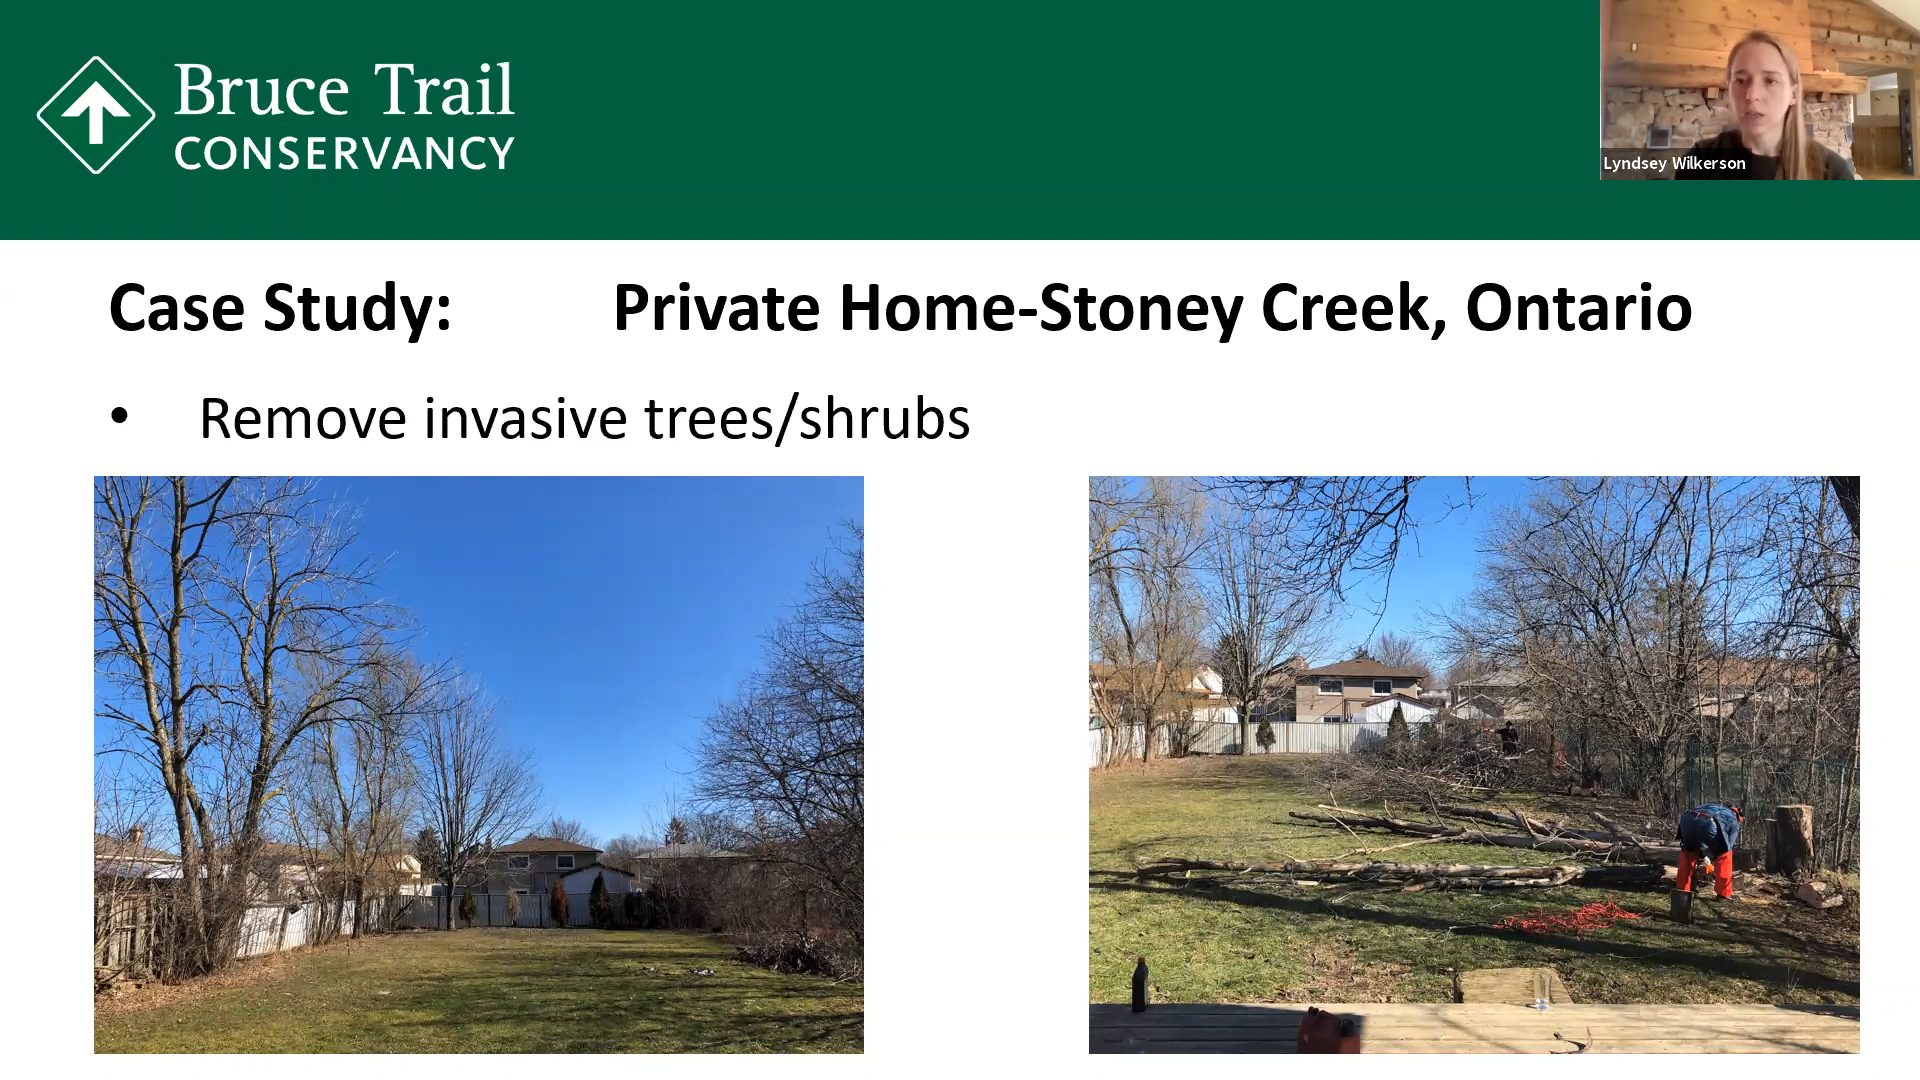 Bruce Trail
CONSERVANCY
Lyndsey Wilkerson
Case Study: Private Home-Stoney Creek, Ontario
• Remove invasive trees/shrubs